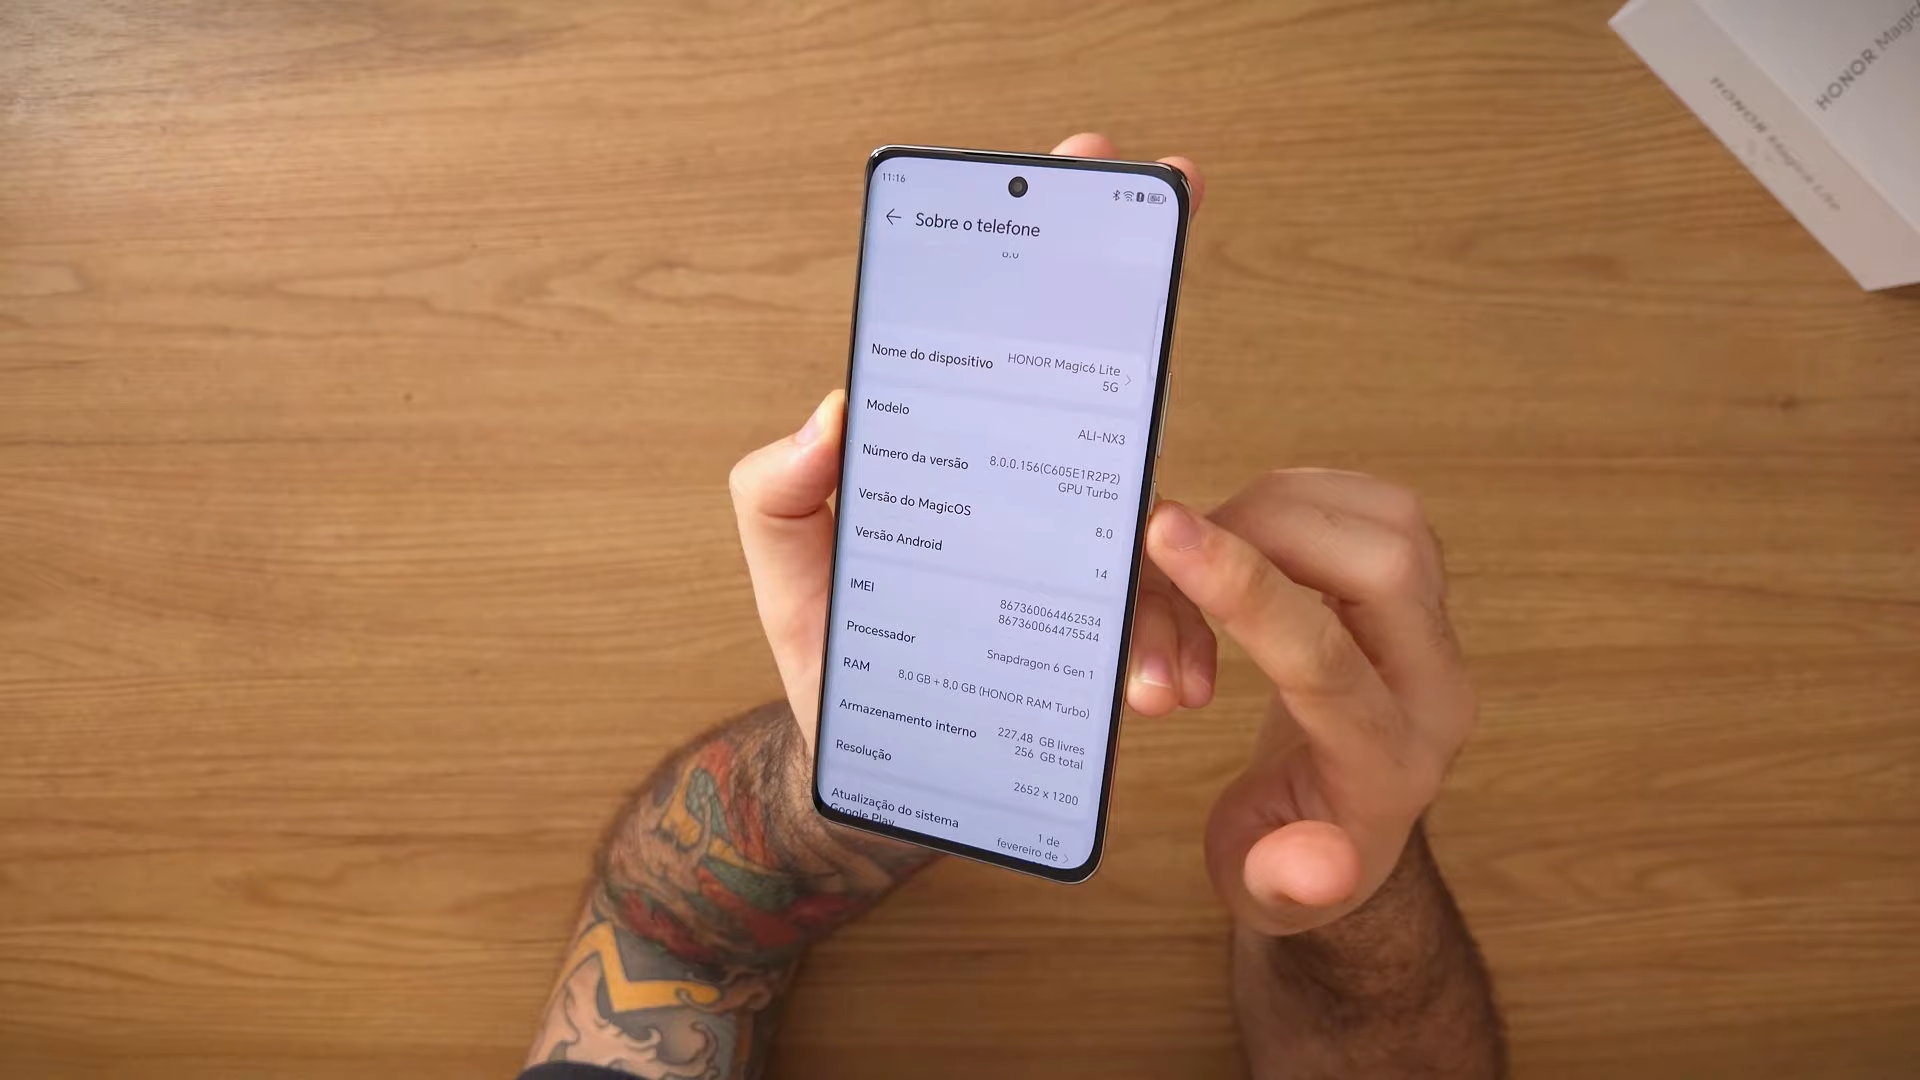 HONOR Magic
HONOR Magic6 Lite
11:16
Sobre o telefone
8.0
Nome do dispositivo
HONOR Magic6 Lite
5G
Modelo
ALI-NX3
Número da versão
8.0.0.156(C605E1R2P2)
GPU Turbo
Versão do MagicOS
8.0
Versão Android
14
IMEI
867360064462534
867360064475544
Processador
Snapdragon 6 Gen 1
RAM
8,0 GB + 8,0 GB (HONOR RAM Turbo)
Armazenamento interno
227,48 GB livres
256 GB total
Resolução
2652 x 1200
Atualização do sistema
Google Play
1 de
fevereiro de